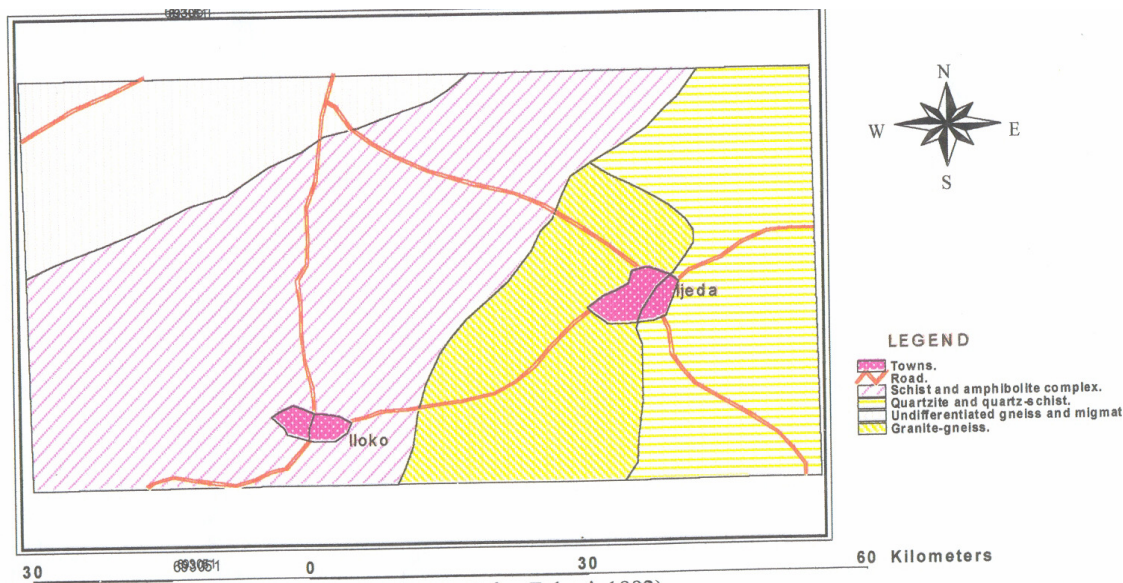 N
W E
S
Ijeda
Iloko
LEGEND
Towns.
Road.
Schist and amphibolite complex.
Quartzite and quartz-schist.
Undifferentiated gneiss and migmat
Granite-gneiss.
30 0 30 60 Kilometers
1992)